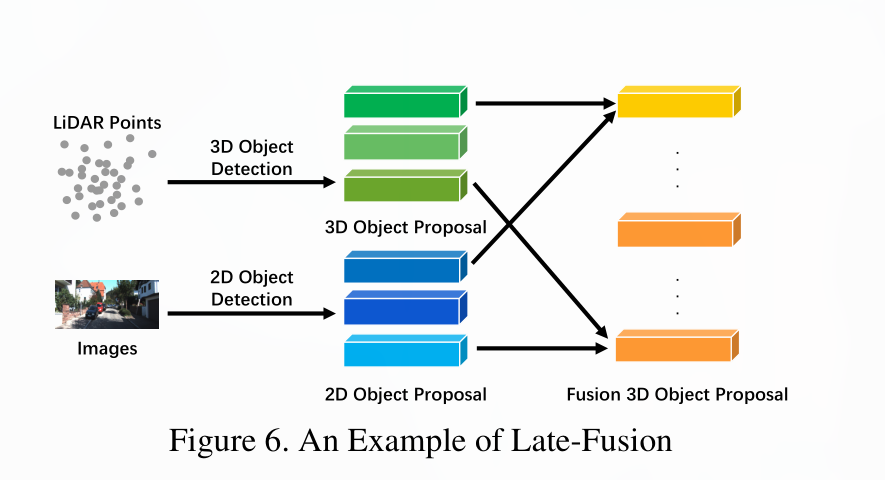 LiDAR Points
3D Object
Detection
3D Object Proposal
2D Object
Detection
Images
2D Object Proposal
Fusion 3D Object Proposal
Figure 6. An Example of Late-Fusion